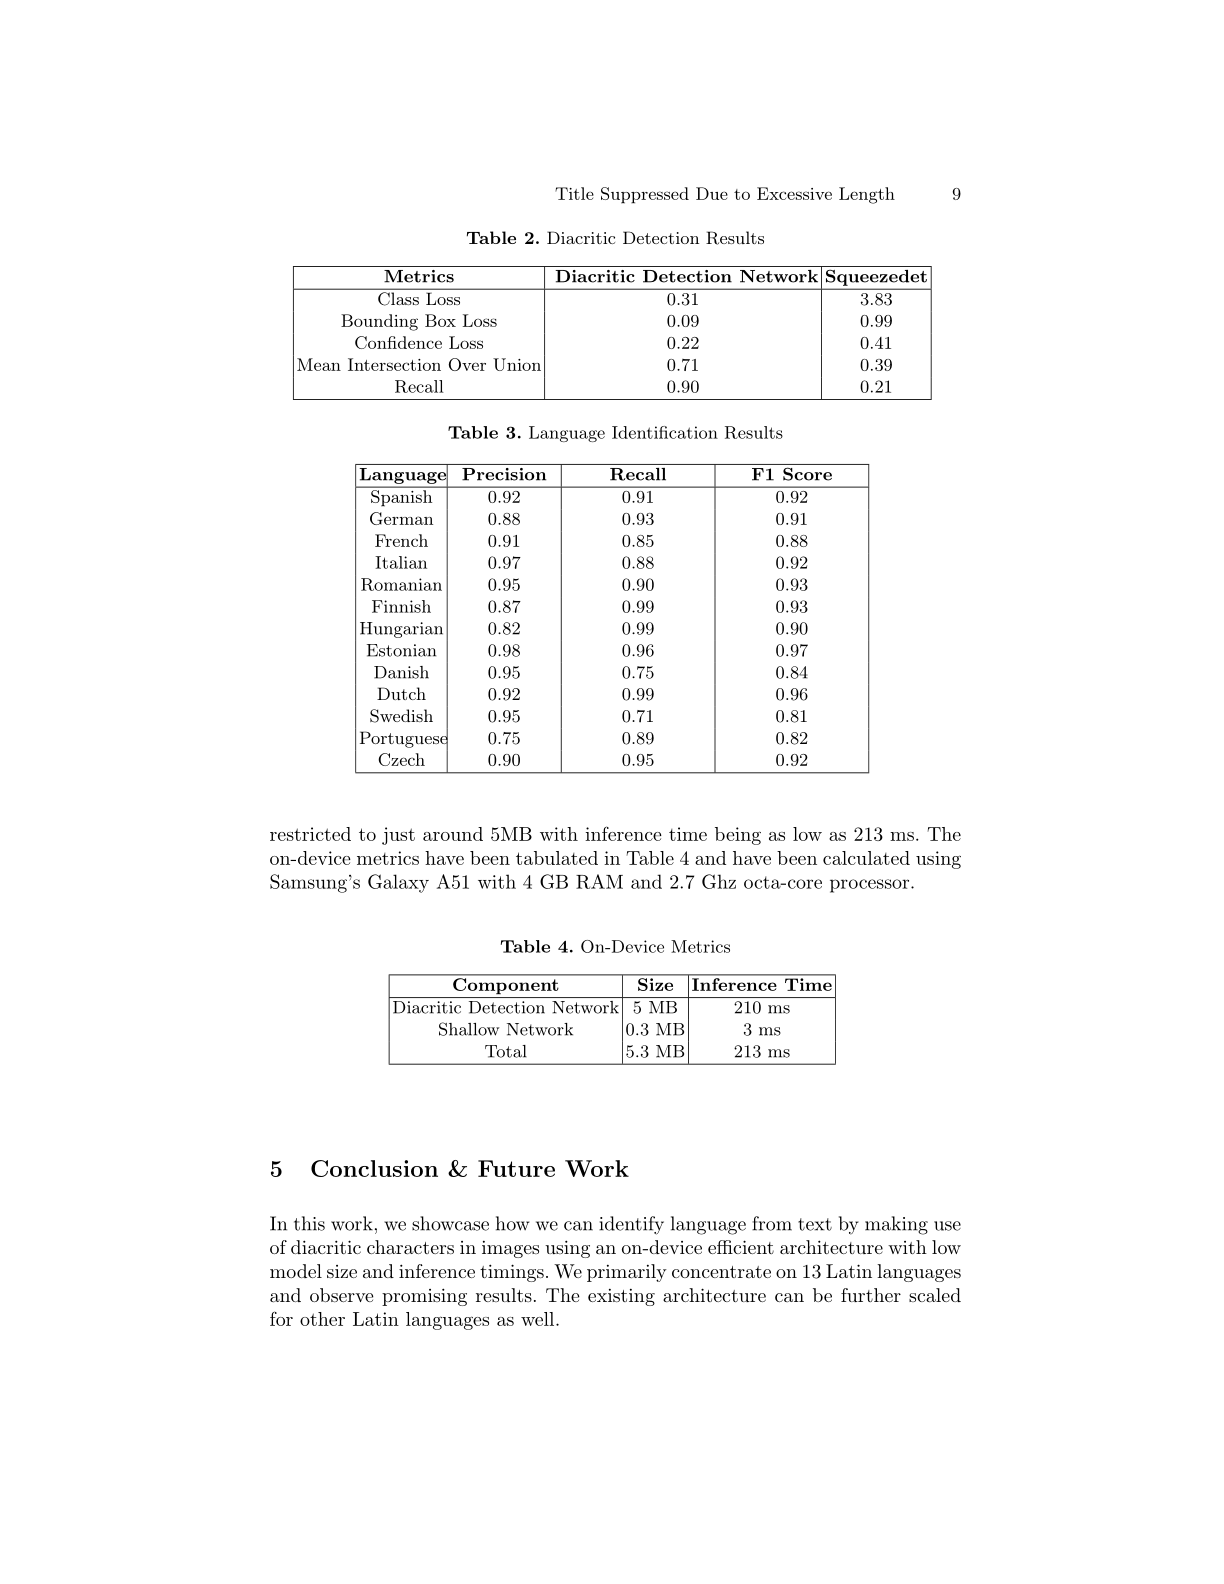 Title Suppressed Due to Excessive Length 9
Table 2. Diacritic Detection Results
Metrics Diacritic Detection Network Squeezedet
Class Loss 0.31 3.83
Bounding Box Loss 0.09 0.99
Confidence Loss 0.22 0.41
Mean Intersection Over Union 0.71 0.39
Recall 0.90 0.21
Table 3. Language Identification Results
Language Precision Recall F1 Score
Spanish 0.92 0.91 0.92
German 0.88 0.93 0.91
French 0.91 0.85 0.88
Italian 0.97 0.88 0.92
Romanian 0.95 0.90 0.93
Finnish 0.87 0.99 0.93
Hungarian 0.82 0.99 0.90
Estonian 0.98 0.96 0.97
Danish 0.95 0.75 0.84
Dutch 0.92 0.99 0.96
Swedish 0.95 0.71 0.81
Portuguese 0.75 0.89 0.82
Czech 0.90 0.95 0.92
restricted to just around 5MB with inference time being as low as 213 ms. The
on-device metrics have been tabulated in Table 4 and have been calculated using
Samsung's Galaxy A51 with 4 GB RAM and 2.7 Ghz octa-core processor.
Table 4. On-Device Metrics
Component Size Inference Time
Diacritic Detection Network 5 MB 210 ms
Shallow Network 0.3 MB 3 ms
Total 5.3 MB 213 ms
5 Conclusion & Future Work
In this work, we showcase how we can identify language from text by making use
of diacritic characters in images using an on-device efficient architecture with low
model size and inference timings. We primarily concentrate on 13 Latin languages
and observe promising results. The existing architecture can be further scaled
for other Latin languages as well.